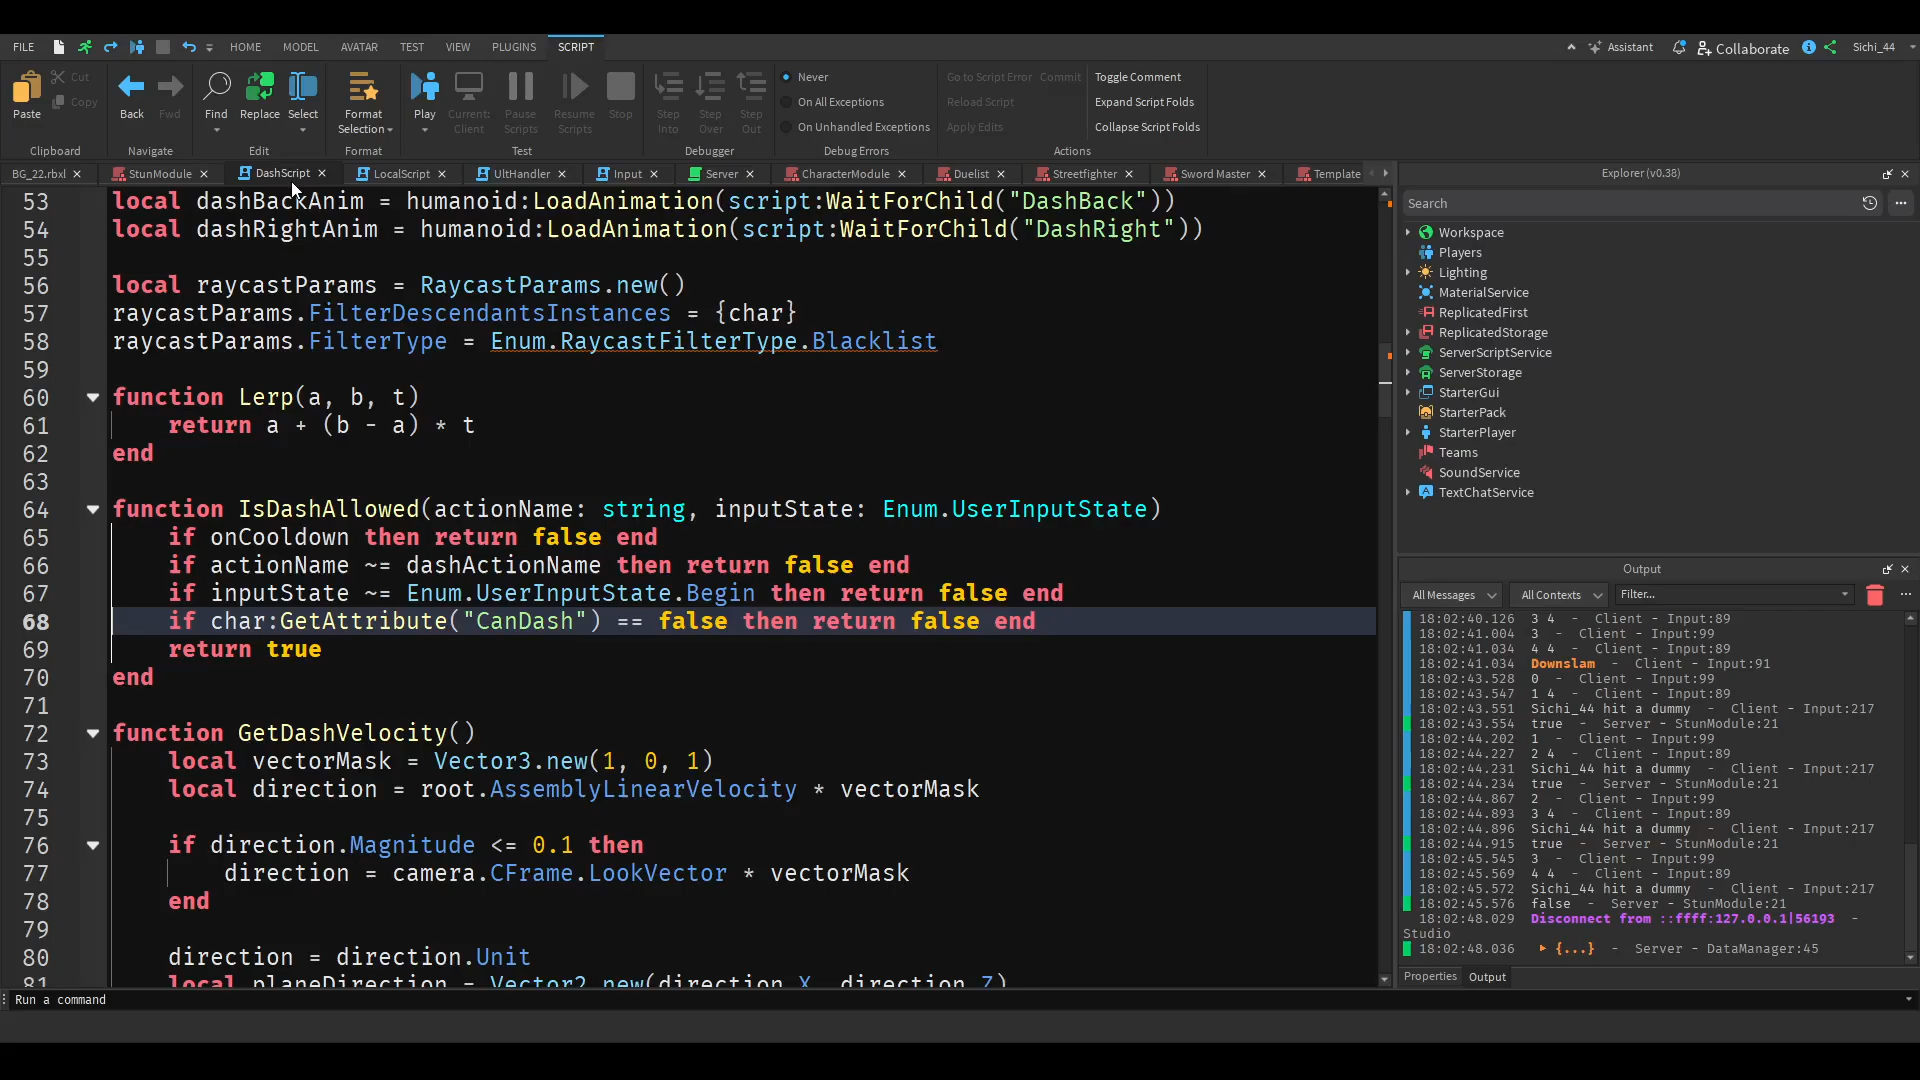 FILE HOME MODEL AVATAR TEST VIEW PLUGINS SCRIPT Assistant Collaborate Sichi_44
Paste Cut Copy Back Fwd Find Replace Select Format Selection Play Current: Client Pause Scripts Resume Scripts Stop Step Into Step Over Step Out
Never
On All Exceptions
On Unhandled Exceptions
Go to Script Error Commit
Reload Script
Apply Edits
Toggle Comment
Expand Script Folds
Collapse Script Folds
Clipboard Navigate Edit Format Test Debugger Debug Errors Actions
BG_22.rbxl StunModule DashScript LocalScript UltHandler Input Server CharacterModule Duelist Streetfighter Sword Master Template
53 local dashBackAnim = humanoid:LoadAnimation(script:WaitForChild("DashBack"))
54 local dashRightAnim = humanoid:LoadAnimation(script:WaitForChild("DashRight"))
55
56 local raycastParams = RaycastParams.new()
57 raycastParams.FilterDescendantsInstances = {char}
58 raycastParams.FilterType = Enum.RaycastFilterType.Blacklist
59
60 function Lerp(a, b, t)
61 return a + (b - a) * t
62 end
63
64 function IsDashAllowed(actionName: string, inputState: Enum.UserInputState)
65 if onCooldown then return false end
66 if actionName ~= dashActionName then return false end
67 if inputState ~= Enum.UserInputState.Begin then return false end
68 if char:GetAttribute("CanDash") == false then return false end
69 return true
70 end
71
72 function GetDashVelocity()
73 local vectorMask = Vector3.new(1, 0, 1)
74 local direction = root.AssemblyLinearVelocity * vectorMask
75
76 if direction.Magnitude <= 0.1 then
77 direction = camera.CFrame.LookVector * vectorMask
78 end
79
80 direction = direction.Unit
81 local planeDirection = Vector2.new(direction.X, direction.Z)
Run a command
Explorer (v0.38)
Search
Workspace
Players
Lighting
MaterialService
ReplicatedFirst
ReplicatedStorage
ServerScriptService
ServerStorage
StarterGui
StarterPack
StarterPlayer
Teams
SoundService
TextChatService
Output
All Messages All Contexts Filter...
18:02:40.126 3 4 - Client - Input:89
18:02:41.004 3 - Client - Input:99
18:02:41.034 4 4 - Client - Input:89
18:02:41.034 Downslam - Client - Input:91
18:02:43.528 0 - Client - Input:99
18:02:43.547 1 4 - Client - Input:89
18:02:43.551 Sichi_44 hit a dummy - Client - Input:217
18:02:43.554 true - Server - StunModule:21
18:02:44.202 1 - Client - Input:99
18:02:44.227 2 4 - Client - Input:89
18:02:44.231 Sichi_44 hit a dummy - Client - Input:217
18:02:44.234 true - Server - StunModule:21
18:02:44.867 2 - Client - Input:99
18:02:44.893 3 4 - Client - Input:89
18:02:44.896 Sichi_44 hit a dummy - Client - Input:217
18:02:44.915 true - Server - StunModule:21
18:02:45.545 3 - Client - Input:99
18:02:45.569 4 4 - Client - Input:89
18:02:45.572 Sichi_44 hit a dummy - Client - Input:217
18:02:45.576 false - Server - StunModule:21
18:02:48.029 Disconnect from ::ffff:127.0.0.1|56193 -
Studio
18:02:48.036 {...} - Server - DataManager:45
Properties Output